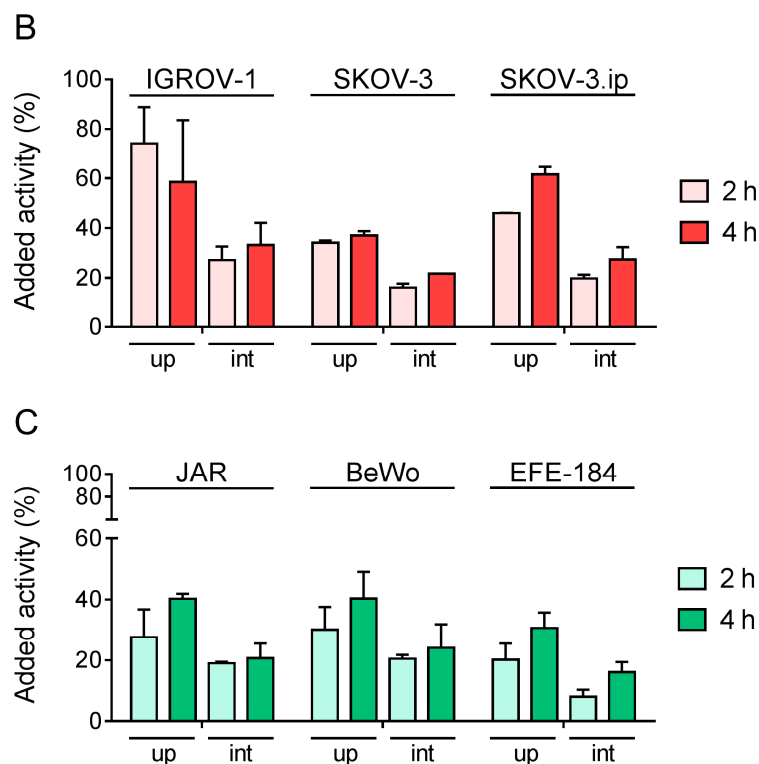 B
IGROV-1 SKOV-3 SKOV-3.ip
Added activity (%)
100
80
60
40
20
0
up int up int up int
2 h
4 h
C
JAR BeWo EFE-184
Added activity (%)
100
80
60
40
20
0
up int up int up int
2 h
4 h